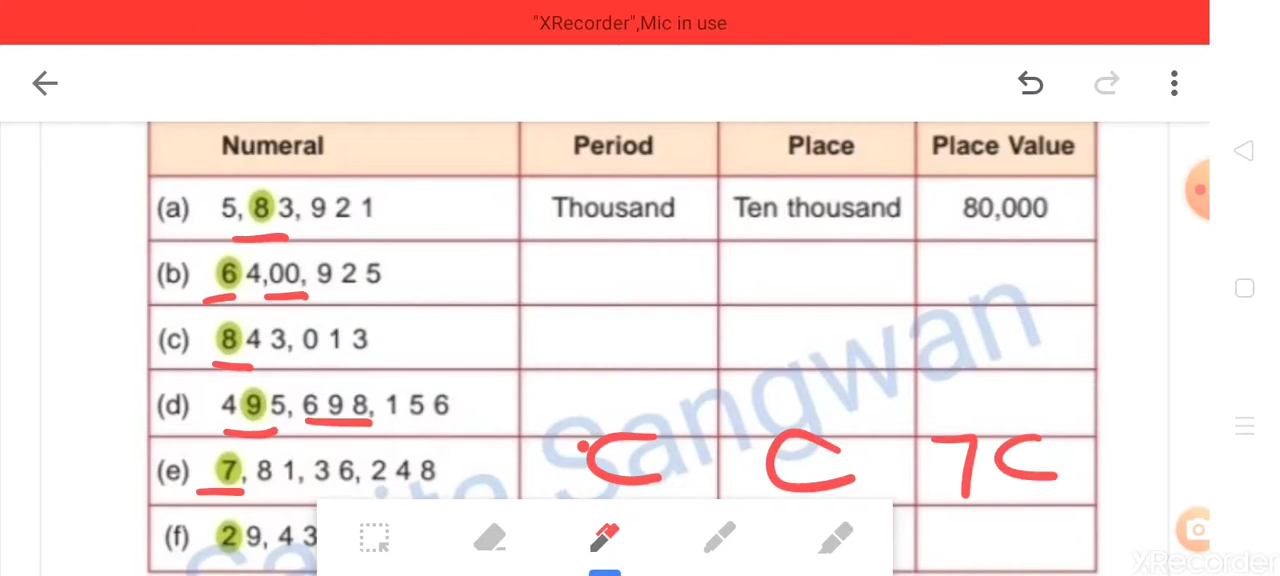 "XRecorder",Mic in use
Numeral Period Place Place Value
(a) 5, 8 3, 9 2 1 Thousand Ten thousand 80,000
(b) 6 4,00, 9 2 5
(c) 8 4 3, 0 1 3
(d) 4 9 5, 6 9 8, 1 5 6
(e) 7, 8 1, 3 6, 2 4 8 C C 7C
(f) 2 9, 4 3
Sangwan
XRecorder